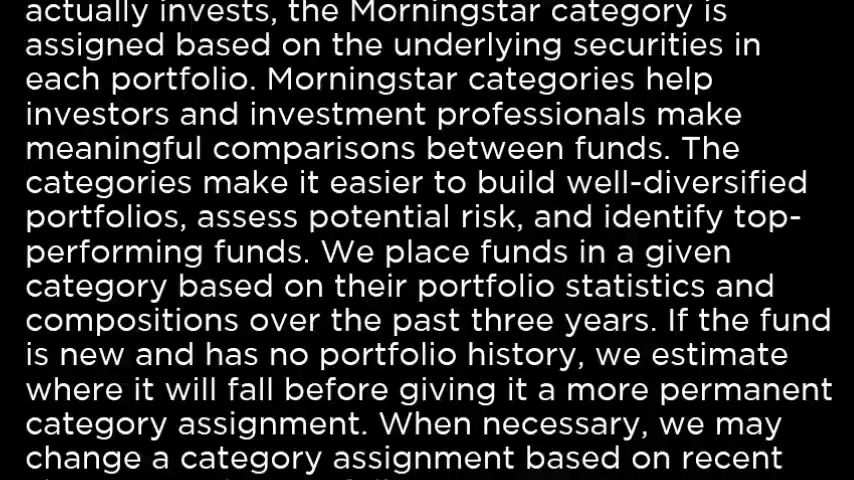 actually invests, the Morningstar category is
assigned based on the underlying securities in
each portfolio. Morningstar categories help
investors and investment professionals make
meaningful comparisons between funds. The
categories make it easier to build well-diversified
portfolios, assess potential risk, and identify top-
performing funds. We place funds in a given
category based on their portfolio statistics and
compositions over the past three years. If the fund
is new and has no portfolio history, we estimate
where it will fall before giving it a more permanent
category assignment. When necessary, we may
change a category assignment based on recent